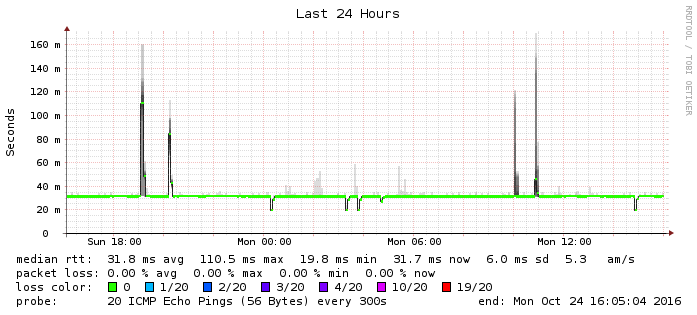 Last 24 Hours
RRDTOOL / TOBI OETIKER
Seconds
160 m
140 m
120 m
100 m
80 m
60 m
40 m
20 m
0
Sun 18:00 Mon 00:00 Mon 06:00 Mon 12:00
median rtt: 31.8 ms avg 110.5 ms max 19.8 ms min 31.7 ms now 6.0 ms sd 5.3 am/s
packet loss: 0.00 % avg 0.00 % max 0.00 % min 0.00 % now
loss color: 0 1/20 2/20 3/20 4/20 10/20 19/20
probe: 20 ICMP Echo Pings (56 Bytes) every 300s end: Mon Oct 24 16:05:04 2016